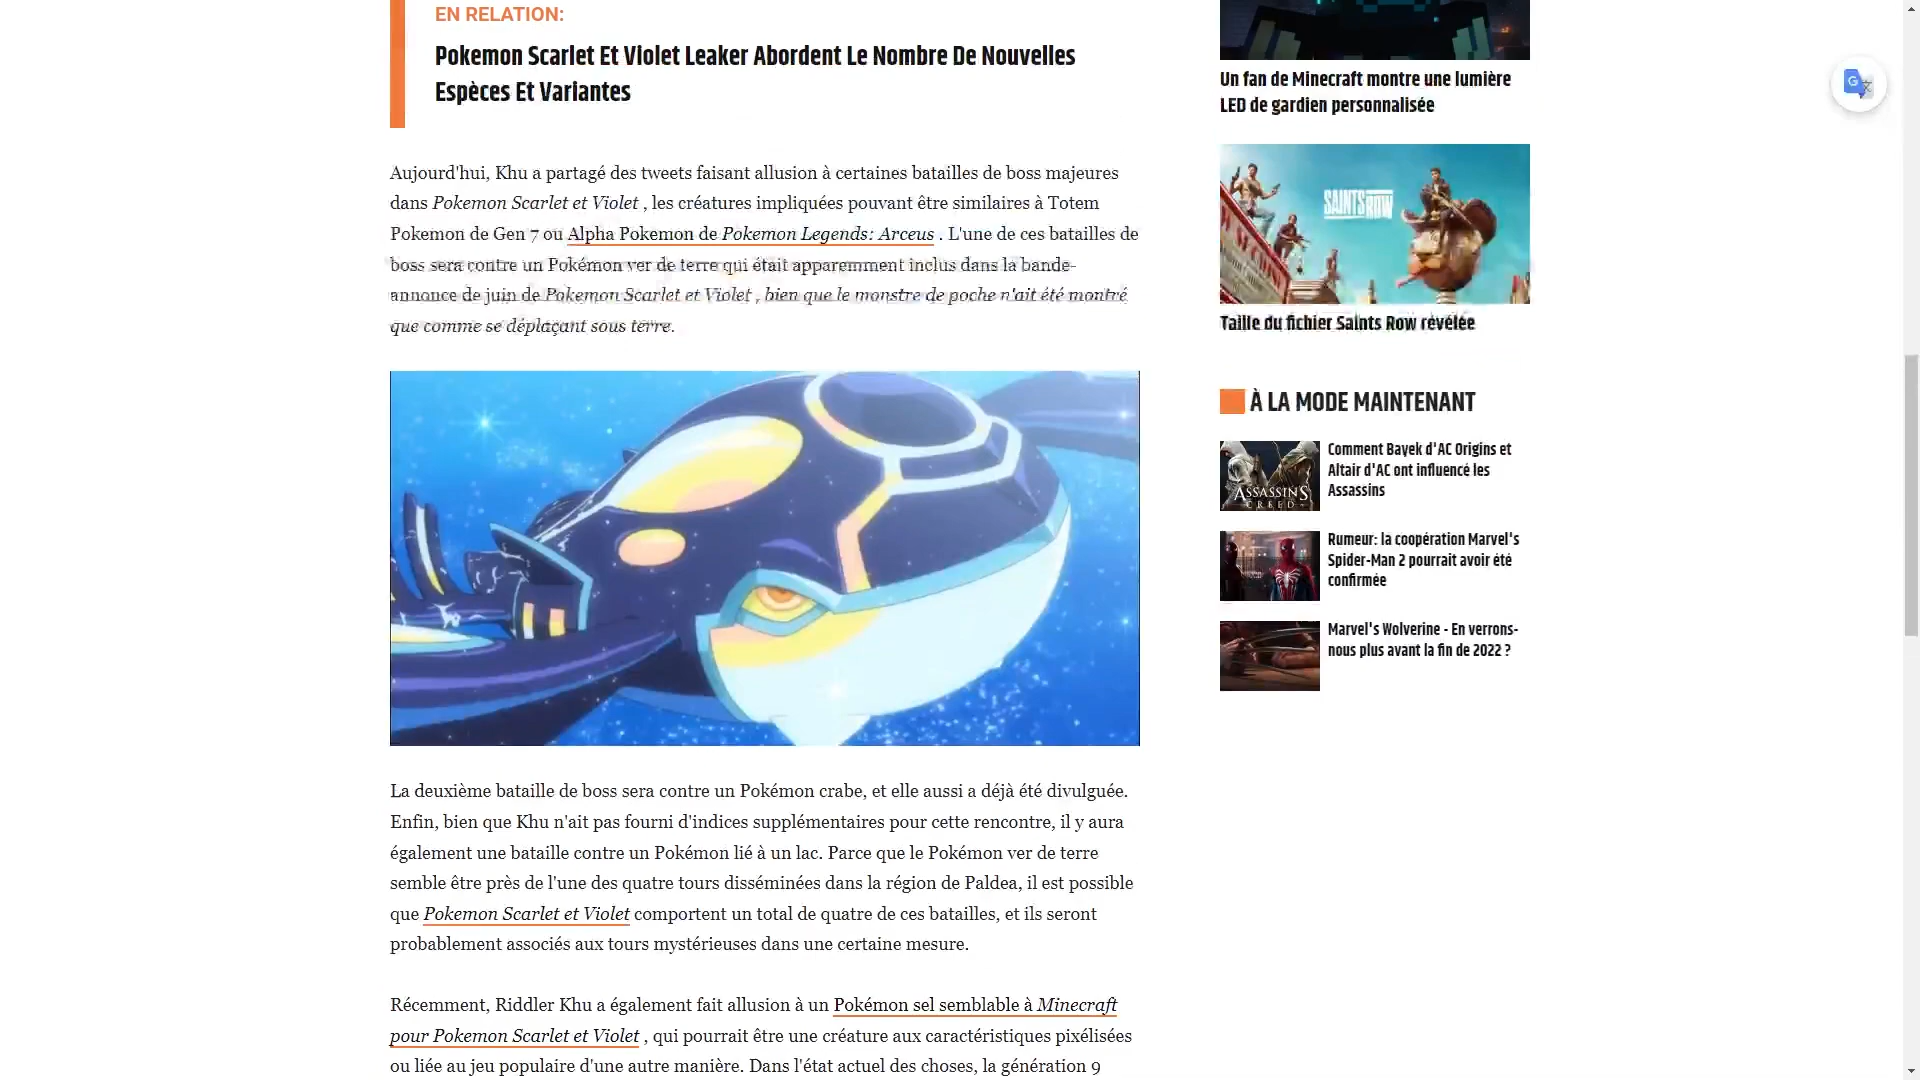 EN RELATION:
Pokemon Scarlet Et Violet Leaker Abordent Le Nombre De Nouvelles
Espèces Et Variantes
Aujourd'hui, Khu a partagé des tweets faisant allusion à certaines batailles de boss majeures
dans Pokemon Scarlet et Violet , les créatures impliquées pouvant être similaires à Totem
Pokemon de Gen 7 ou Alpha Pokemon de Pokemon Legends: Arceus . L'une de ces batailles de
boss sera contre un Pokémon ver de terre qui était apparemment inclus dans la bande-
annonce de juin de Pokemon Scarlet et Violet , bien que le monstre de poche n'ait été montré
que comme se déplaçant sous terre.
La deuxième bataille de boss sera contre un Pokémon crabe, et elle aussi a déjà été divulguée.
Enfin, bien que Khu n'ait pas fourni d'indices supplémentaires pour cette rencontre, il y aura
également une bataille contre un Pokémon lié à un lac. Parce que le Pokémon ver de terre
semble être près de l'une des quatre tours disséminées dans la région de Paldea, il est possible
que Pokemon Scarlet et Violet comportent un total de quatre de ces batailles, et ils seront
probablement associés aux tours mystérieuses dans une certaine mesure.
Récemment, Riddler Khu a également fait allusion à un Pokémon sel semblable à Minecraft
pour Pokemon Scarlet et Violet , qui pourrait être une créature aux caractéristiques pixélisées
ou liée au jeu populaire d'une autre manière. Dans l'état actuel des choses, la génération 9
Un fan de Minecraft montre une lumière
LED de gardien personnalisée
SAINTS ROW
Taille du fichier Saints Row révélée
À LA MODE MAINTENANT
ASSASSIN'S
CREED
Comment Bayek d'AC Origins et
Altair d'AC ont influencé les
Assassins
Rumeur: la coopération Marvel's
Spider-Man 2 pourrait avoir été
confirmée
Marvel's Wolverine - En verrons-
nous plus avant la fin de 2022 ?
G